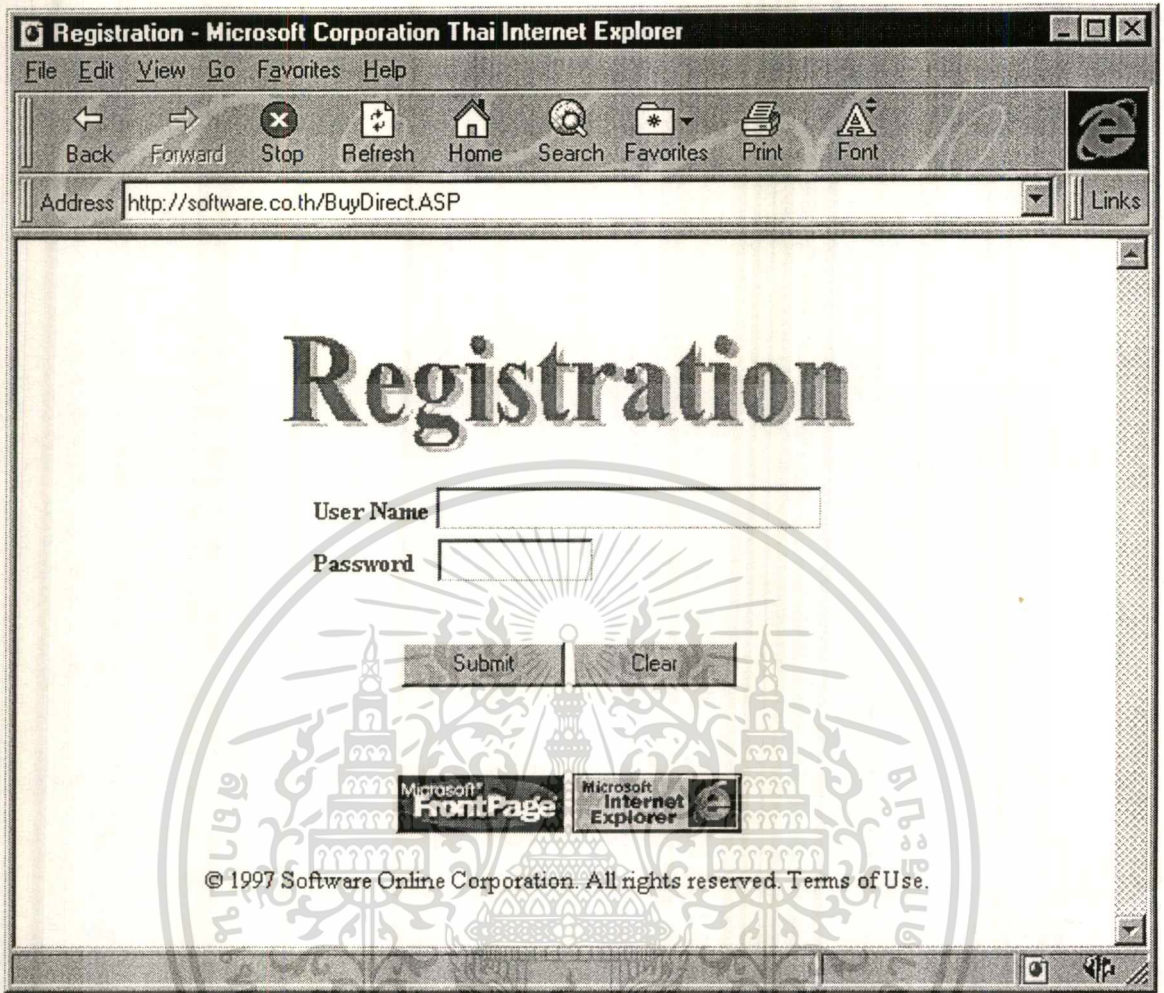 Registration - Microsoft Corporation Thai Internet Explorer
File Edit View Go Favorites Help
Back Forward Stop Refresh Home Search Favorites Print Font
Address http://software.co.th/BuyDirect.ASP Links
Registration
User Name
Password
Submit Clear
Microsoft FrontPage
Microsoft Internet Explorer
© 1997 Software Online Corporation. All rights reserved. Terms of Use.